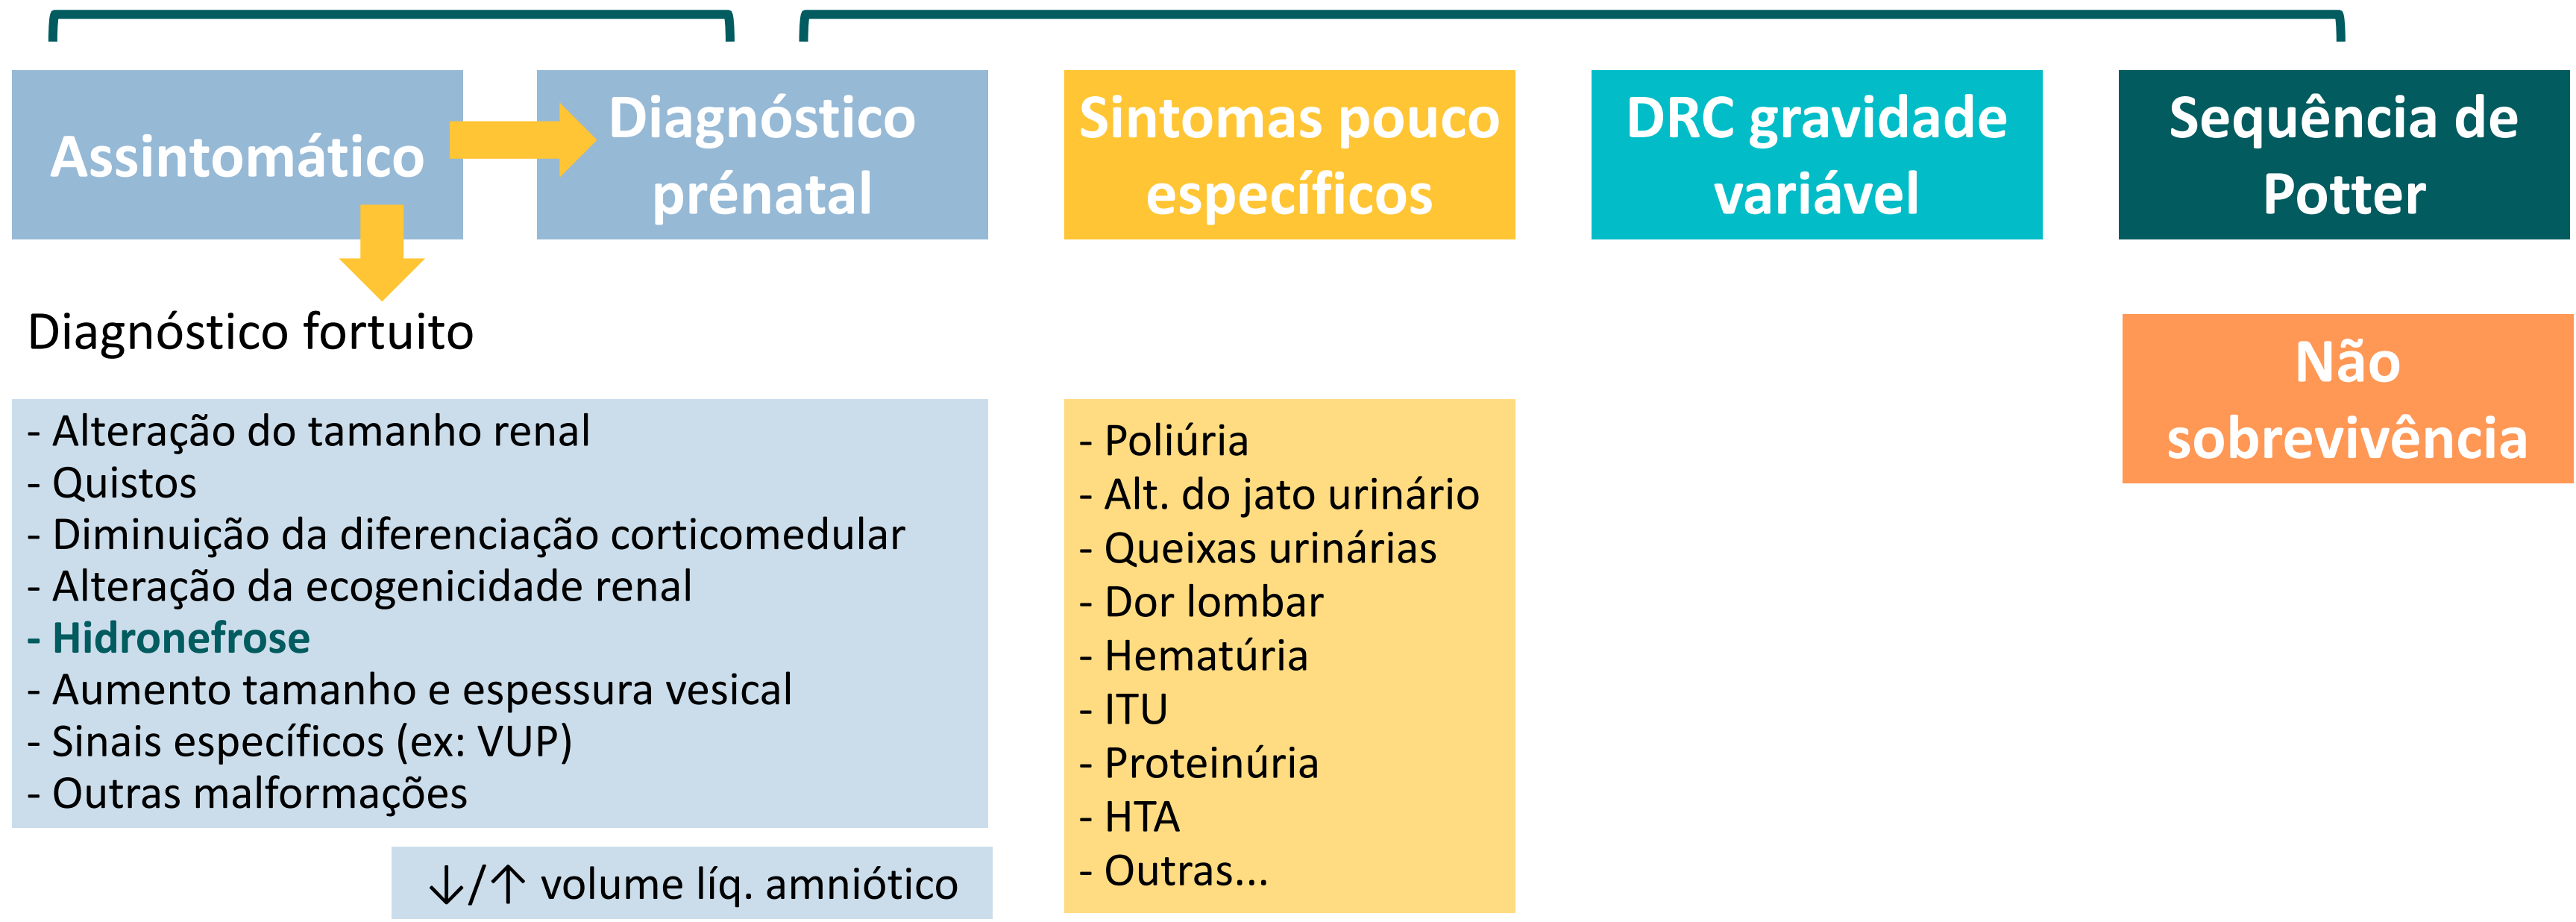 Assintomático
Diagnóstico
prénatal
Sintomas pouco
específicos
DRC gravidade
variável
Sequência de
Potter
Diagnóstico fortuito
Não
sobrevivência
- Alteração do tamanho renal
- Quistos
- Diminuição da diferenciação corticomedular
- Alteração da ecogenicidade renal
- Hidronefrose
- Aumento tamanho e espessura vesical
- Sinais específicos (ex: VUP)
- Outras malformações
↓/↑ volume líq. amniótico
- Poliúria
- Alt. do jato urinário
- Queixas urinárias
- Dor lombar
- Hematúria
- ITU
- Proteinúria
- HTA
- Outras...